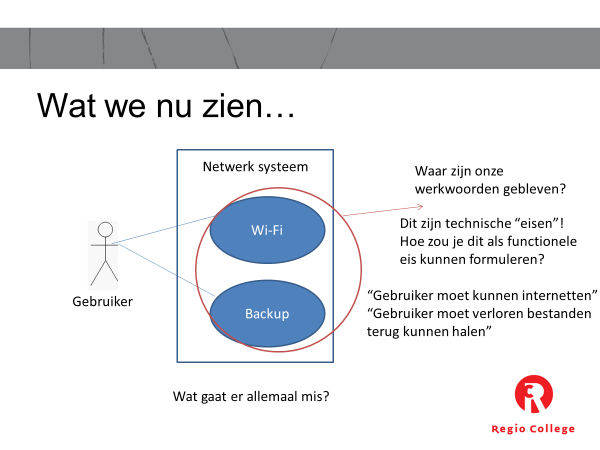 Wat we nu zien…
Netwerk systeem
Waar zijn onze
werkwoorden gebleven?
Wi-Fi
Dit zijn technische “eisen”!
Hoe zou je dit als functionele
eis kunnen formuleren?
Gebruiker
Backup
“Gebruiker moet kunnen internetten”
“Gebruiker moet verloren bestanden
terug kunnen halen”
Wat gaat er allemaal mis?
Regio College